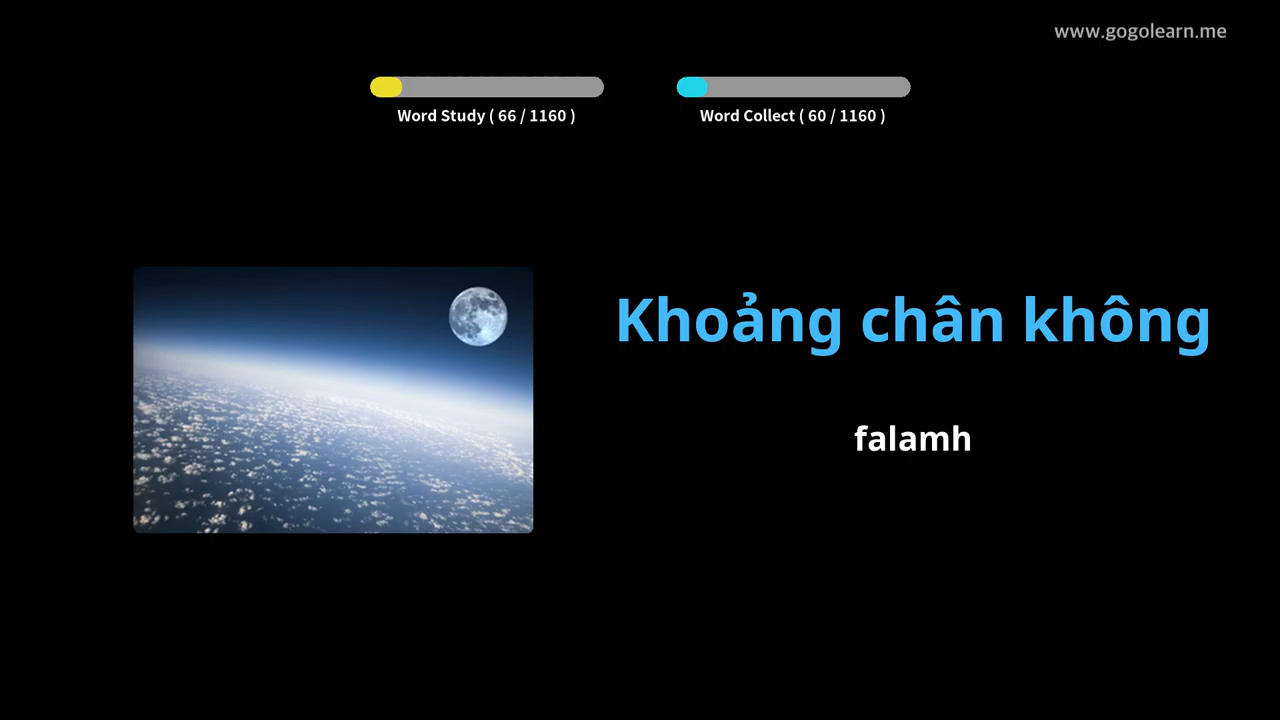 www.gogolearn.me
Word Study ( 66 / 1160 )
Word Collect ( 60 / 1160 )
Khoảng chân không
falamh